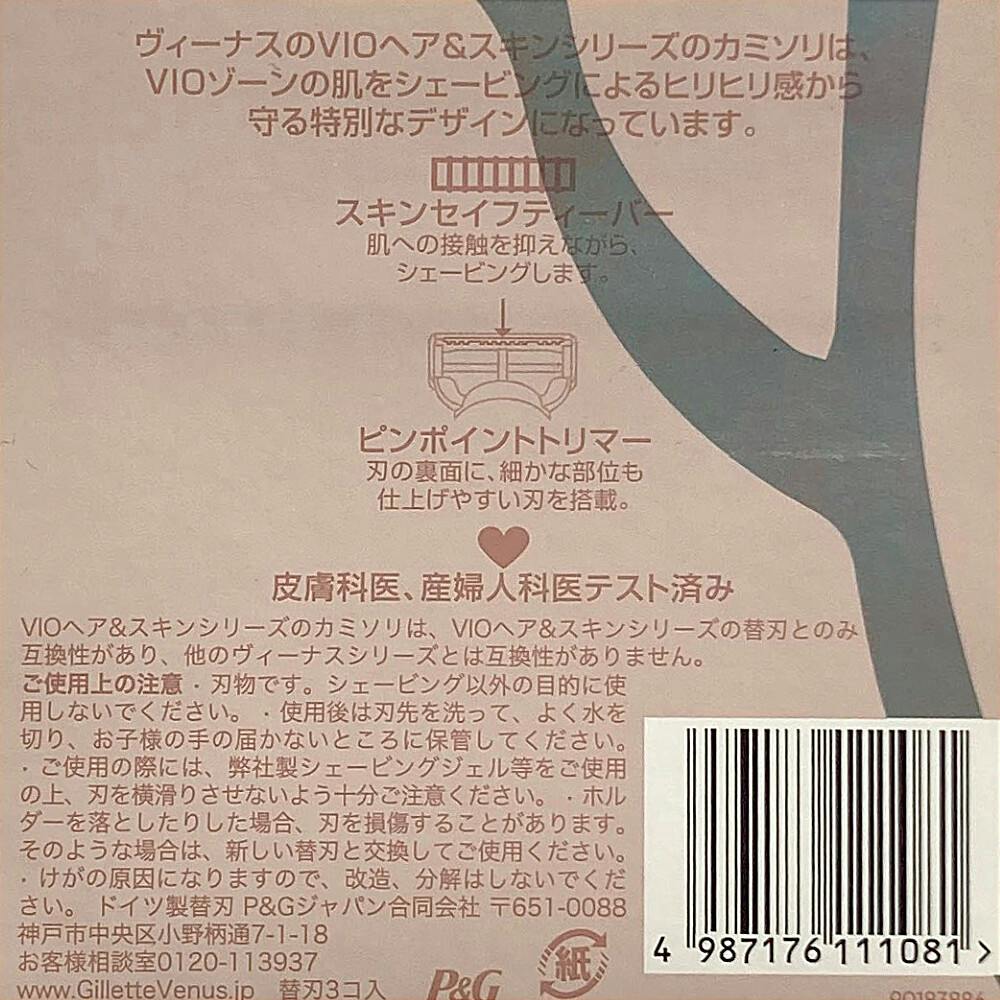 ヴィーナスのVIOヘア&スキンシリーズのカミソリは、
VIOゾーンの肌をシェービングによるヒリヒリ感から
守る特別なデザインになっています。
スキンセイフティーバー
肌への接触を抑えながら、
シェービングします。
ピンポイントトリマー
刃の裏面に、細かな部位も
仕上げやすい刃を搭載。
皮膚科医、産婦人科医テスト済み
VIOヘア&スキンシリーズのカミソリは、VIOヘア&スキンシリーズの替刃とのみ
互換性があり、他のヴィーナスシリーズとは互換性がありません。
ご使用上の注意 ・刃物です。シェービング以外の目的に使
用しないでください。 ・使用後は刃先を洗って、よく水を
切り、お子様の手の届かないところに保管してください。
・ご使用の際には、弊社製シェービングジェル等をご使用
の上、刃を横滑りさせないよう十分ご注意ください。 ・ホル
ダーを落としたりした場合、刃を損傷することがあります。
そのような場合は、新しい替刃と交換してご使用ください。
・けがの原因になりますので、改造、分解はしないでくだ
さい。 ドイツ製替刃 P&Gジャパン合同会社 〒651-0088
神戸市中央区小野柄通7-1-18
お客様相談室0120-113937
www.GilletteVenus.jp 替刃3コ入
P&G
紙
4 987176 111081 >